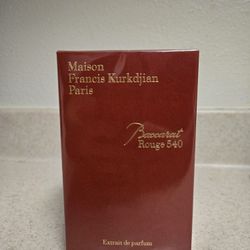 Maison
Francis Kurkdjian
Paris
Baccarat
Rouge 540
Extrait de parfum